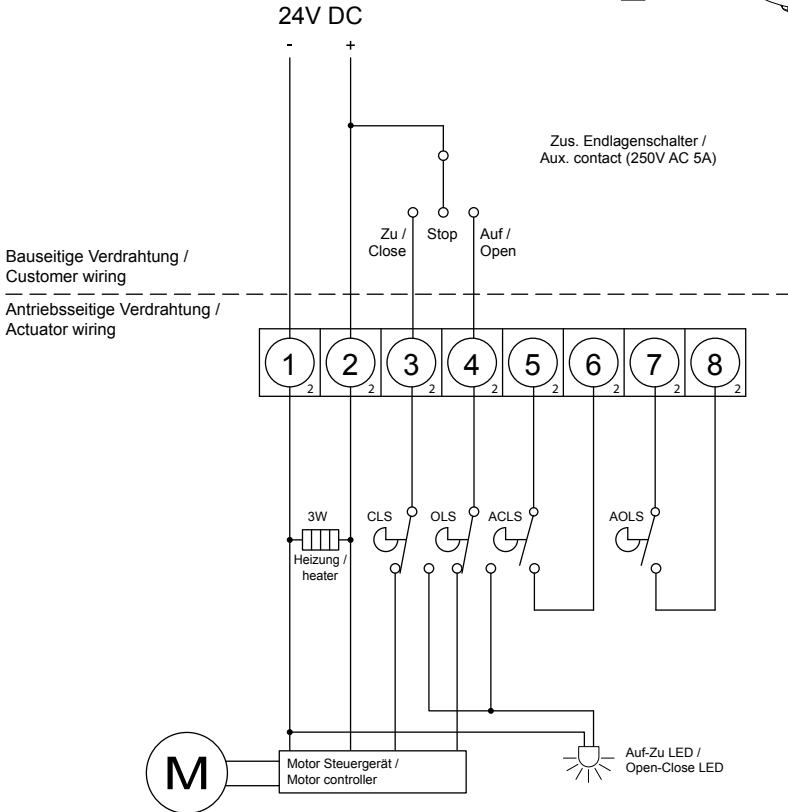 24V DC
- +
Zus. Endlagenschalter /
Aux. contact (250V AC 5A)
Zu /
Close
Stop
Auf /
Open
Bauseitige Verdrahtung /
Customer wiring
Antriebsseitige Verdrahtung /
Actuator wiring
1 2 3 4 5 6 7 8
2 2 2 2 2 2 2 2
3W CLS OLS ACLS AOLS
Heizung /
heater
M
Motor Steuergerät /
Motor controller
Auf-Zu LED /
Open-Close LED